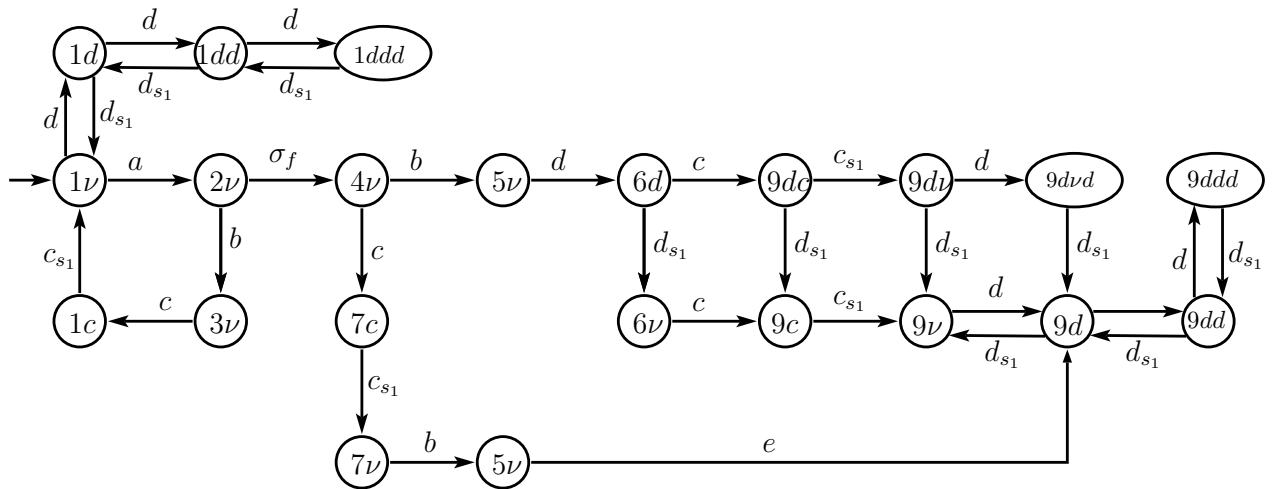 d d
1d 1dd 1ddd
d_{s_1} d_{s_1}
d d_{s_1}
a σ_f b d c c_{s_1} d
1ν 2ν 4ν 5ν 6d 9dc 9dν 9dνd 9ddd
c_{s_1} b c d_{s_1} d_{s_1} d_{s_1} d_{s_1} d d_{s_1}
c c c_{s_1} d
1c 3ν 7c 6ν 9c 9ν 9d 9dd
d_{s_1} d_{s_1}
c_{s_1}
b e
7ν 5ν